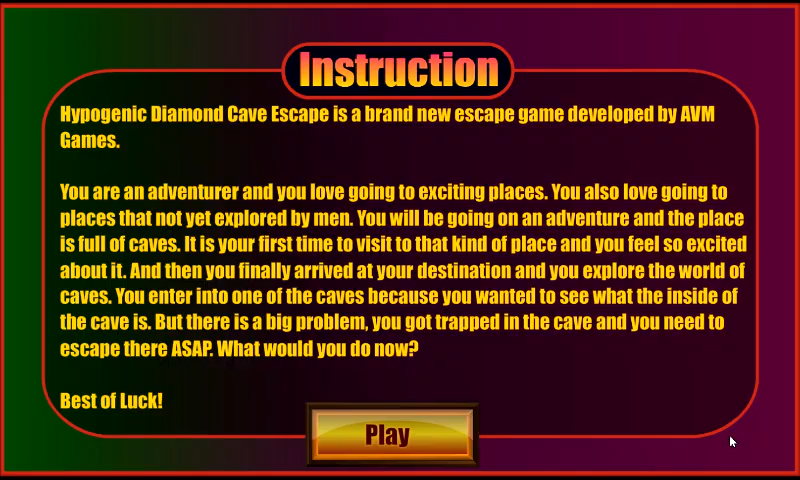 Instruction
Hypogenic Diamond Cave Escape is a brand new escape game developed by AVM
Games.
You are an adventurer and you love going to exciting places. You also love going to
places that not yet explored by men. You will be going on an adventure and the place
is full of caves. It is your first time to visit to that kind of place and you feel so excited
about it. And then you finally arrived at your destination and you explore the world of
caves. You enter into one of the caves because you wanted to see what the inside of
the cave is. But there is a big problem, you got trapped in the cave and you need to
escape there ASAP. What would you do now?
Best of Luck!
Play